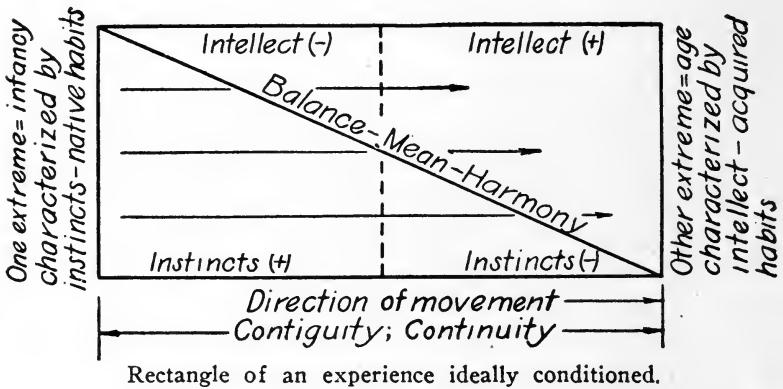 One extreme=infancy
characterized by
instincts-native habits
Intellect (-)
Intellect (+)
Balance-Mean-Harmony
Instincts (+)
Instincts (-)
Other extreme=age
characterized by
intellect-acquired
habits
Direction of movement
Contiguity; Continuity
Rectangle of an experience ideally conditioned.